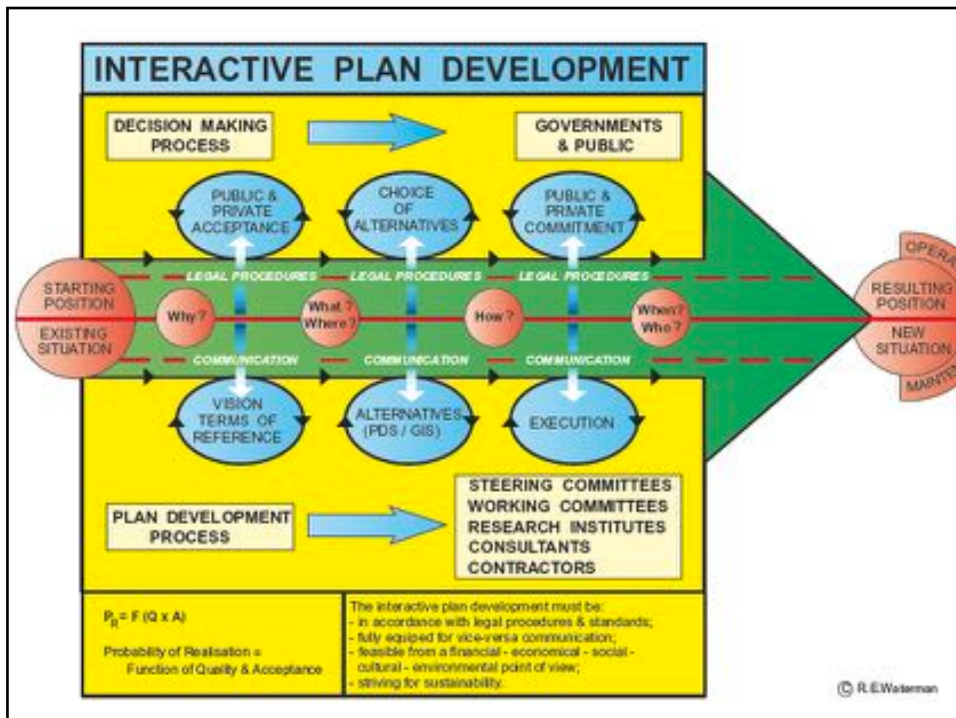 INTERACTIVE PLAN DEVELOPMENT
DECISION MAKING
PROCESS
GOVERNMENTS
& PUBLIC
PUBLIC &
PRIVATE
ACCEPTANCE
CHOICE
OF
ALTERNATIVES
PUBLIC &
PRIVATE
COMMITMENT
LEGAL PROCEDURES
LEGAL PROCEDURES
LEGAL PROCEDURES
STARTING
POSITION
EXISTING
SITUATION
Why?
What?
Where?
How?
When?
Who?
OPERA
RESULTING
POSITION
NEW
SITUATION
MAINTEN
COMMUNICATION
COMMUNICATION
COMMUNICATION
VISION
TERMS OF
REFERENCE
ALTERNATIVES
(PDS / GIS)
EXECUTION
PLAN DEVELOPMENT
PROCESS
STEERING COMMITTEES
WORKING COMMITTEES
RESEARCH INSTITUTES
CONSULTANTS
CONTRACTORS
PR = F (Q x A)
Probability of Realisation =
Function of Quality & Acceptance
The interactive plan development must be:
- in accordance with legal procedures & standards;
- fully equiped for vice-versa communication;
- feasible from a financial - economical - social -
cultural - environmental point of view;
- striving for sustainability.
© R.E.Waterman